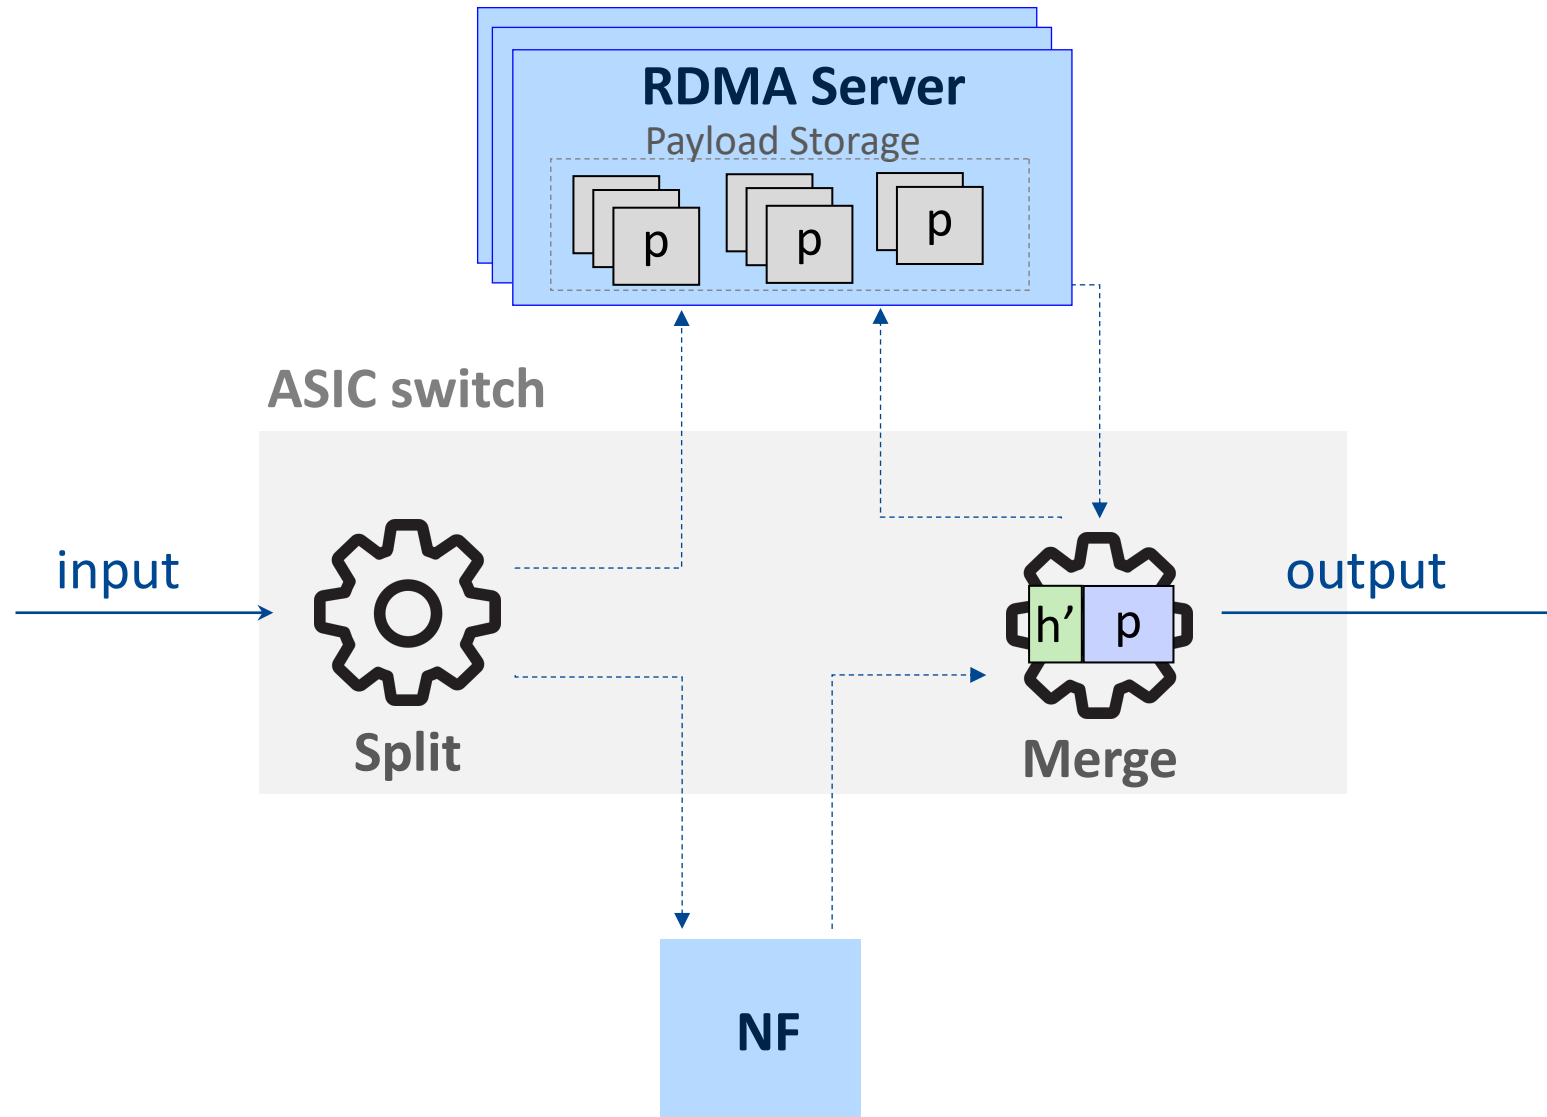 RDMA Server
Payload Storage
p
p
p
ASIC switch
input
output
h’
p
Split
Merge
NF